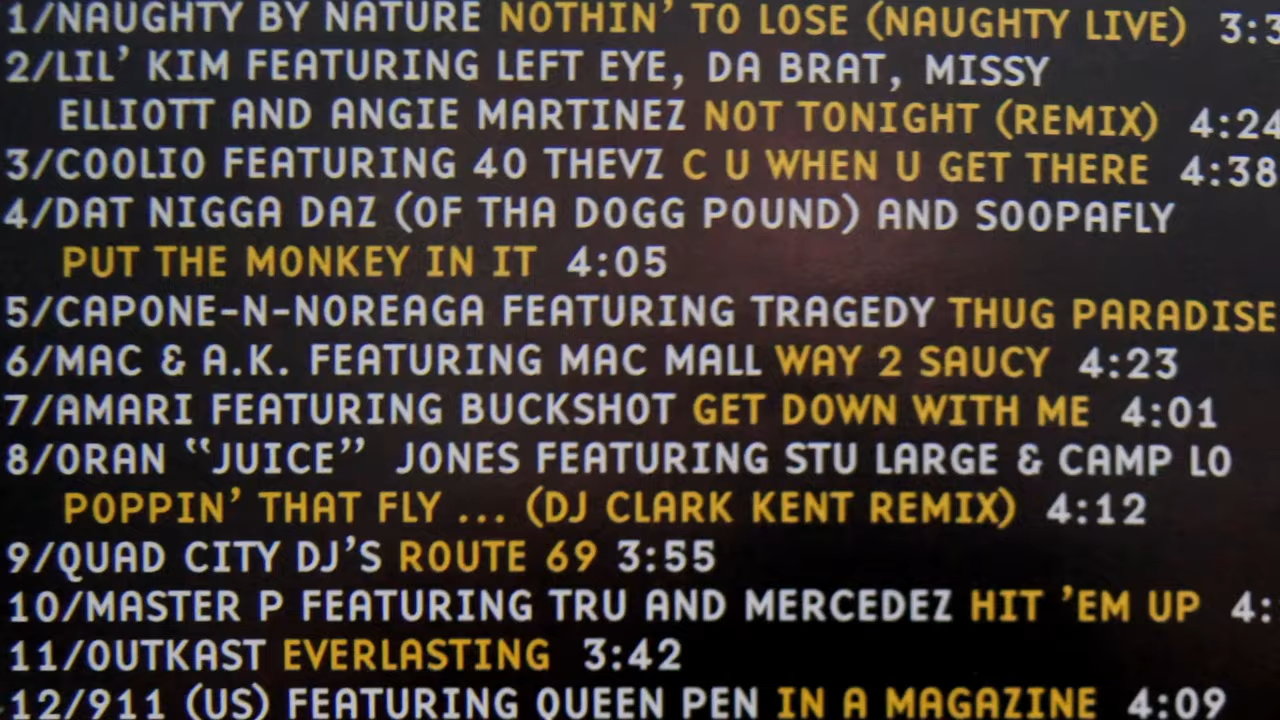 1/NAUGHTY BY NATURE NOTHIN' TO LOSE (NAUGHTY LIVE) 3:3
2/LIL' KIM FEATURING LEFT EYE, DA BRAT, MISSY
ELLIOTT AND ANGIE MARTINEZ NOT TONIGHT (REMIX) 4:24
3/COOLIO FEATURING 40 THEVZ C U WHEN U GET THERE 4:38
4/DAT NIGGA DAZ (OF THA DOGG POUND) AND SOOPAFLY
PUT THE MONKEY IN IT 4:05
5/CAPONE-N-NOREAGA FEATURING TRAGEDY THUG PARADISE
6/MAC & A.K. FEATURING MAC MALL WAY 2 SAUCY 4:23
7/AMARI FEATURING BUCKSHOT GET DOWN WITH ME 4:01
8/ORAN "JUICE" JONES FEATURING STU LARGE & CAMP LO
POPPIN' THAT FLY ... (DJ CLARK KENT REMIX) 4:12
9/QUAD CITY DJ'S ROUTE 69 3:55
10/MASTER P FEATURING TRU AND MERCEDEZ HIT 'EM UP 4:
11/OUTKAST EVERLASTING 3:42
12/911 (US) FEATURING QUEEN PEN IN A MAGAZINE 4:09